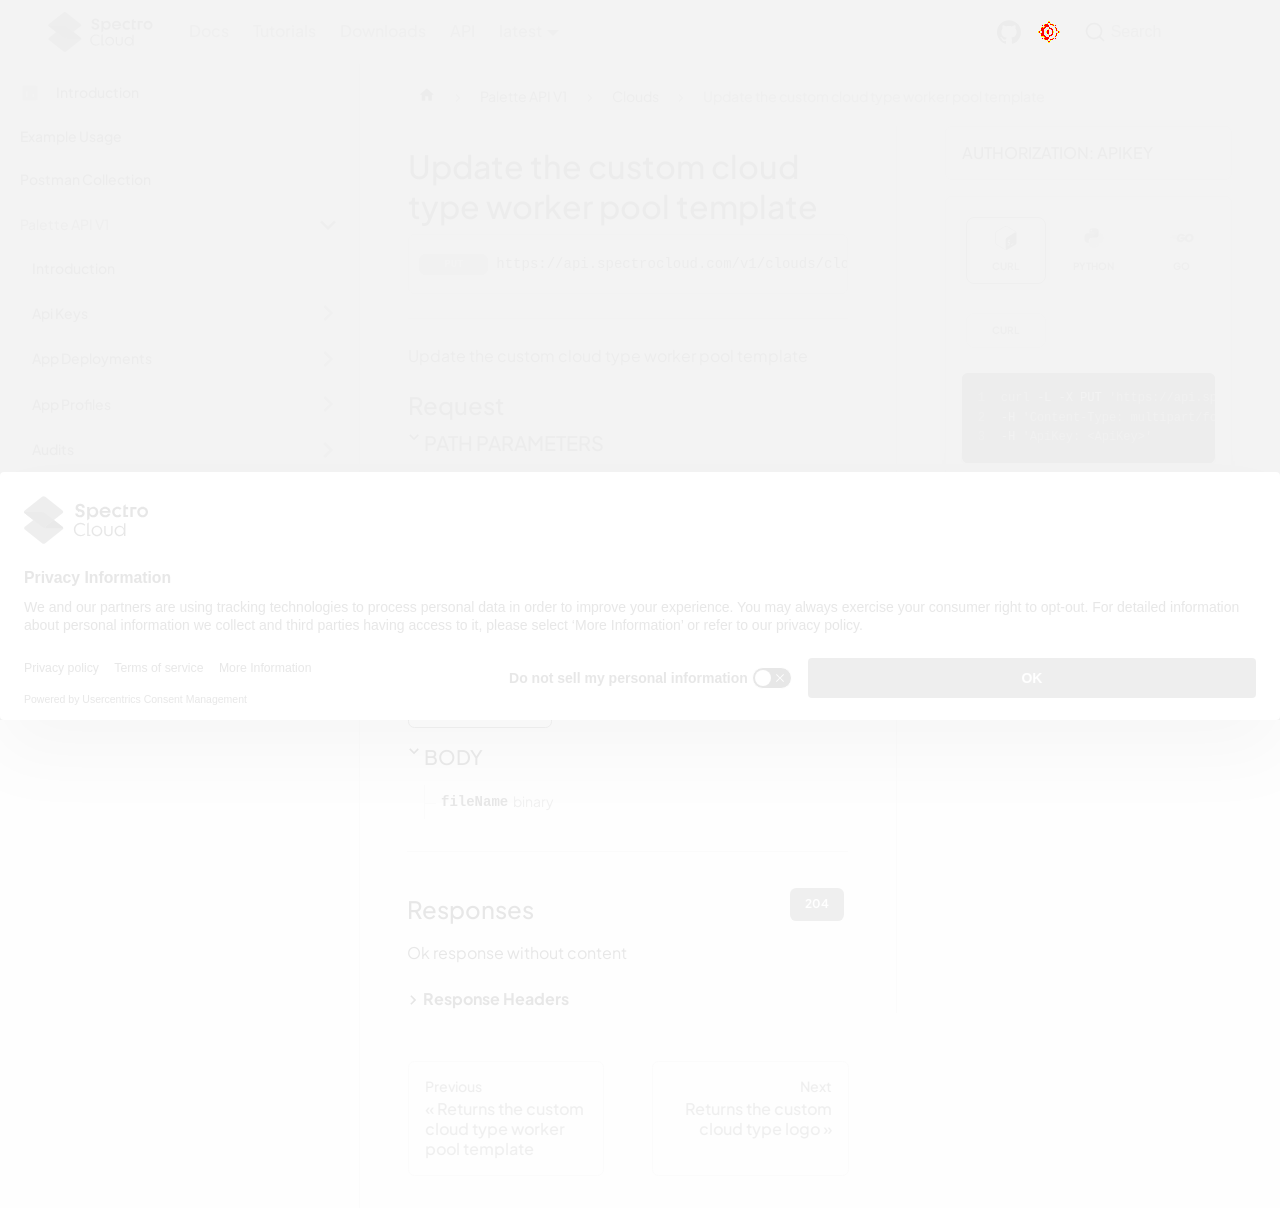 Spectro
Cloud
Docs Tutorials Downloads API latest
Search
Introduction
Palette API V1 Clouds Update the custom cloud type worker pool template
Example Usage
Postman Collection
Palette API V1
Introduction
Api Keys
App Deployments
App Profiles
Audits
Update the custom cloud
type worker pool template
https://api.spectrocloud.com/v1/clouds/clo
Update the custom cloud type worker pool template
Request
PATH PARAMETERS
AUTHORIZATION: APIKEY
CURL PYTHON GO
CURL
Spectro
Cloud
Privacy Information
We and our partners are using tracking technologies to process personal data in order to improve your experience. You may always exercise your consumer right to opt-out. For detailed information
about personal information we collect and third parties having access to it, please select ‘More Information’ or refer to our privacy policy.
Privacy policy Terms of service More Information
Do not sell my personal information
OK
Powered by Usercentrics Consent Management
BODY
fileName binary
Responses
204
Ok response without content
Response Headers
Previous
« Returns the custom
cloud type worker
pool template
Next
Returns the custom
cloud type logo »